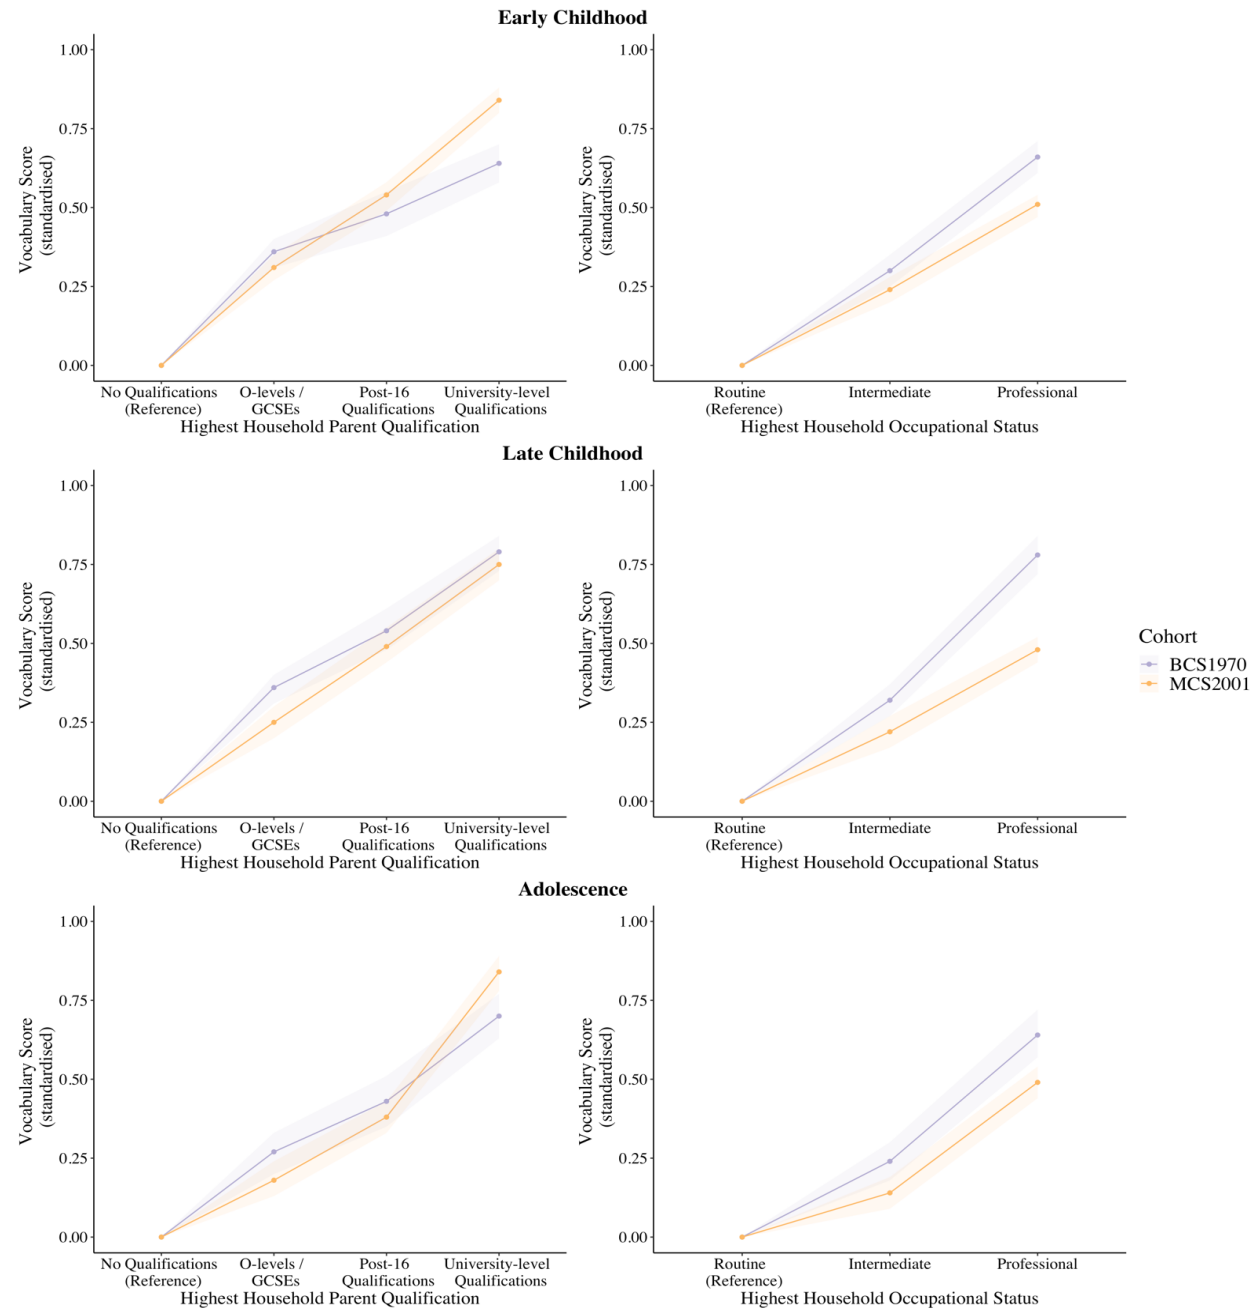 Early Childhood
1.00
0.75
0.50
0.25
0.00
Vocabulary Score
(standardised)
No Qualifications
(Reference)
O-levels /
GCSEs
Post-16
Qualifications
University-level
Qualifications
Highest Household Parent Qualification
1.00
0.75
0.50
0.25
0.00
Vocabulary Score
(standardised)
Routine
(Reference)
Intermediate
Professional
Highest Household Occupational Status
Late Childhood
1.00
0.75
0.50
0.25
0.00
Vocabulary Score
(standardised)
No Qualifications
(Reference)
O-levels /
GCSEs
Post-16
Qualifications
University-level
Qualifications
Highest Household Parent Qualification
1.00
0.75
0.50
0.25
0.00
Vocabulary Score
(standardised)
Routine
(Reference)
Intermediate
Professional
Highest Household Occupational Status
Cohort
BCS1970
MCS2001
Adolescence
1.00
0.75
0.50
0.25
0.00
Vocabulary Score
(standardised)
No Qualifications
(Reference)
O-levels /
GCSEs
Post-16
Qualifications
University-level
Qualifications
Highest Household Parent Qualification
1.00
0.75
0.50
0.25
0.00
Vocabulary Score
(standardised)
Routine
(Reference)
Intermediate
Professional
Highest Household Occupational Status